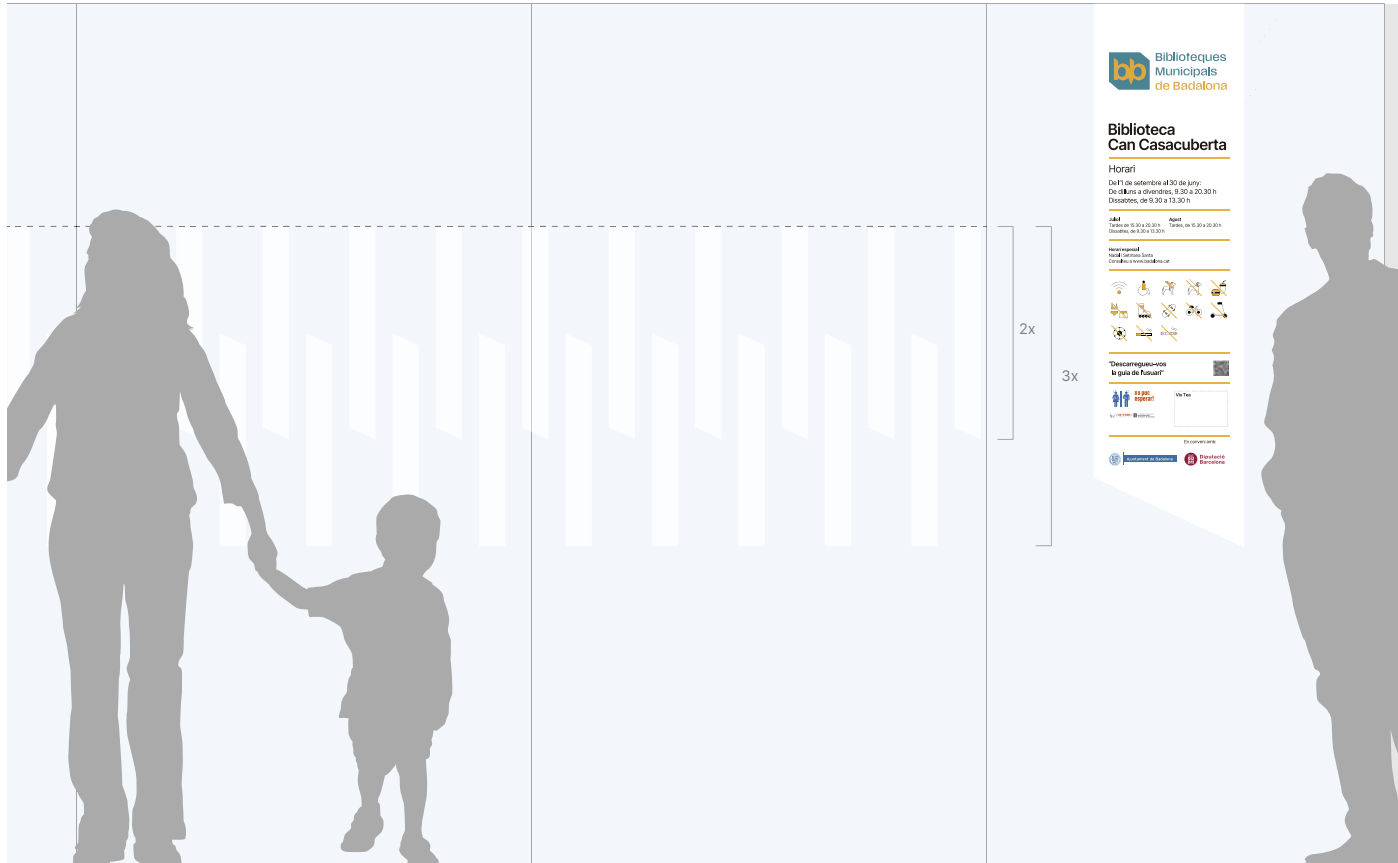 bb
Biblioteques
Municipals
de Badalona
Biblioteca
Can Casacuberta
Horari
De l'1 de setembre al 30 de juny:
De dilluns a divendres, 9.30 a 20.30 h
Dissabtes, de 9.30 a 13.30 h
Juliol
Tardes de 15.30 a 20.30 h
Dissabtes, de 9.30 a 13.30 h
Agost
Tardes, de 15.30 a 20.30 h
Horari especial
Nadal i Setmana Santa
Consulteu a www.badalona.cat
2x
3x
"Descarregueu-vos
la guia de l'usuari"
no pot
esperar!
Viu Tea
En conveni amb:
Ajuntament de Badalona
Diputació
Barcelona